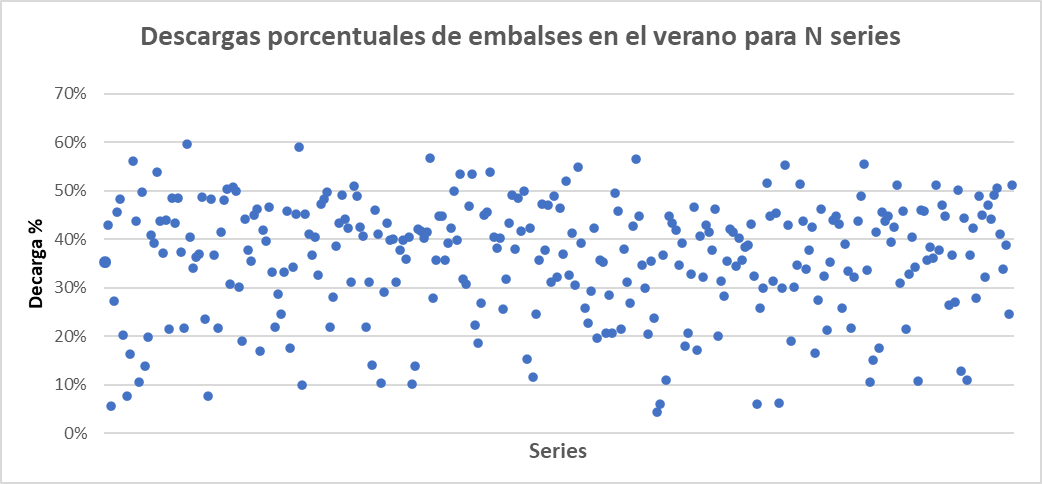 Descargas porcentuales de embalses en el verano para N series
70%
60%
50%
40%
30%
20%
10%
0%
Decarga %
Series